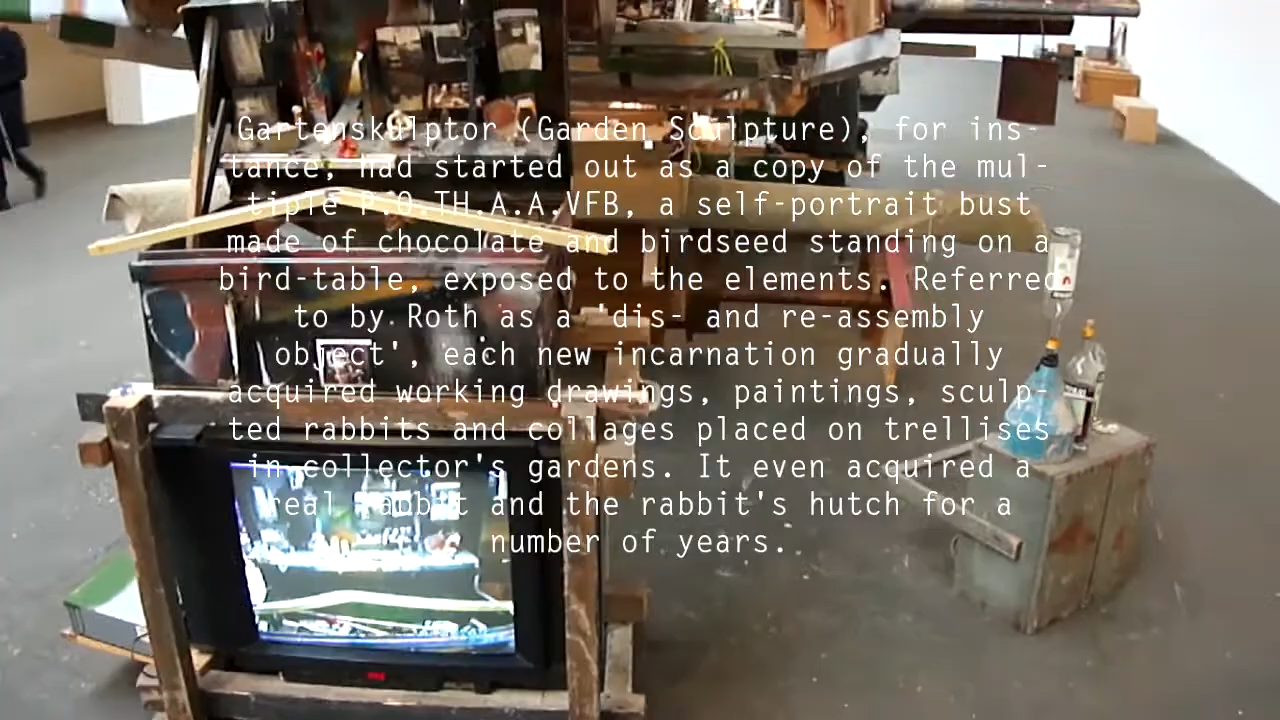 Gartenskulptor (Garden Sculpture), for ins-
tance, had started out as a copy of the mul-
tiple P.O.TH.A.A.VFB, a self-portrait bust
made of chocolate and birdseed standing on a
bird-table, exposed to the elements. Referred
to by Roth as a 'dis- and re-assembly
object', each new incarnation gradually
acquired working drawings, paintings, sculp-
ted rabbits and collages placed on trellises
in collector's gardens. It even acquired a
real rabbit and the rabbit's hutch for a
number of years.